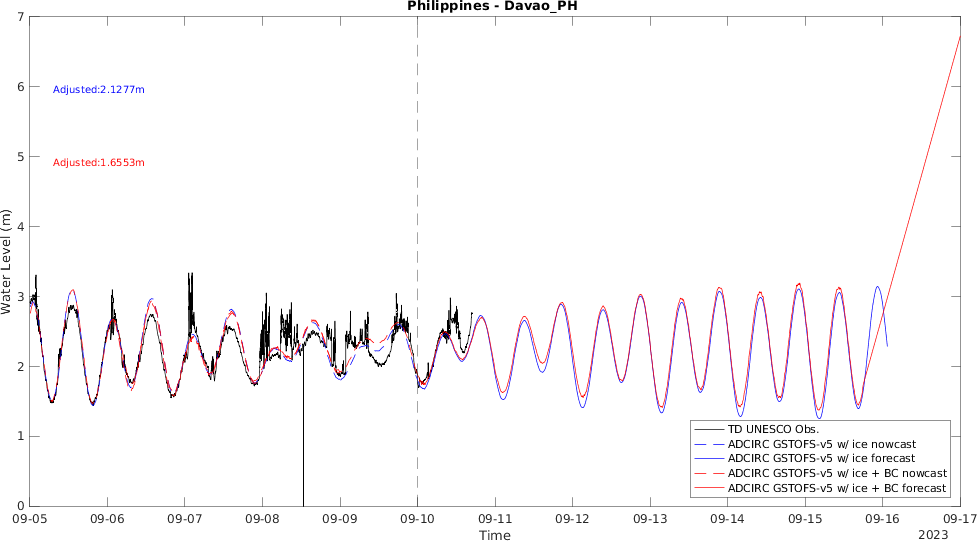 Philippines - Davao_PH
7
6
5
4
3
2
1
0
Water Level (m)
Adjusted:2.1277m
Adjusted:1.6553m
TD UNESCO Obs.
ADCIRC GSTOFS-v5 w/ ice nowcast
ADCIRC GSTOFS-v5 w/ ice forecast
ADCIRC GSTOFS-v5 w/ ice + BC nowcast
ADCIRC GSTOFS-v5 w/ ice + BC forecast
09-05 09-06 09-07 09-08 09-09 09-10 09-11 09-12 09-13 09-14 09-15 09-16 09-17
Time
2023